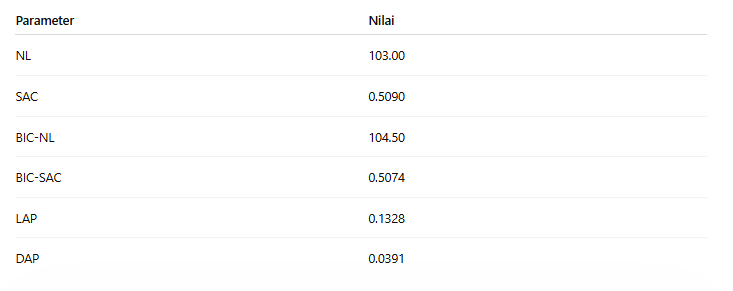 Parameter Nilai
NL 103.00
SAC 0.5090
BIC-NL 104.50
BIC-SAC 0.5074
LAP 0.1328
DAP 0.0391